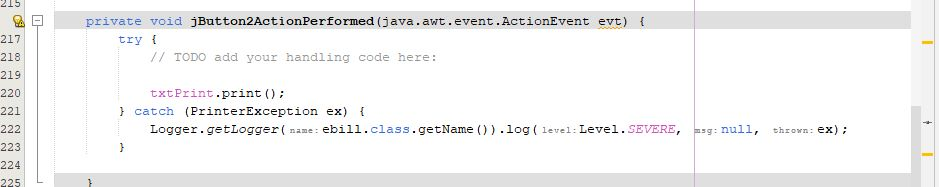 215
private void jButton2ActionPerformed(java.awt.event.ActionEvent evt) {
217 try {
218 // TODO add your handling code here:
219
220 txtPrint.print();
221 } catch (PrinterException ex) {
222 Logger.getLogger( name: ebill.class.getName()).log( level: Level.SEVERE, msg: null, thrown: ex);
223 }
224
225 }